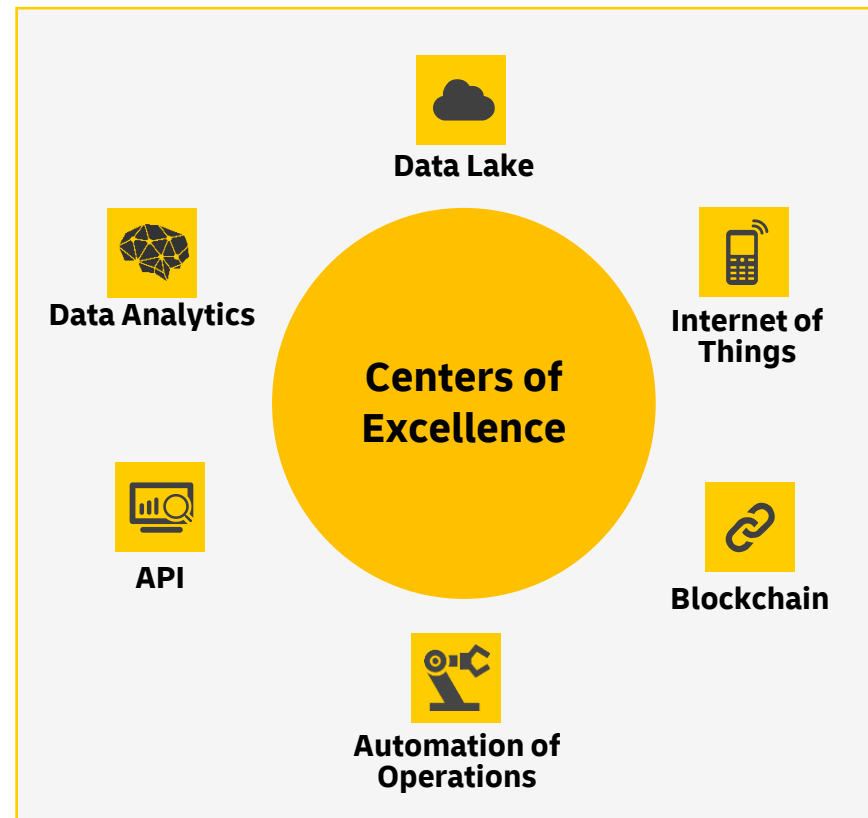 Data Lake
Data Analytics
Internet of
Things
Centers of
Excellence
API
Blockchain
Automation of
Operations